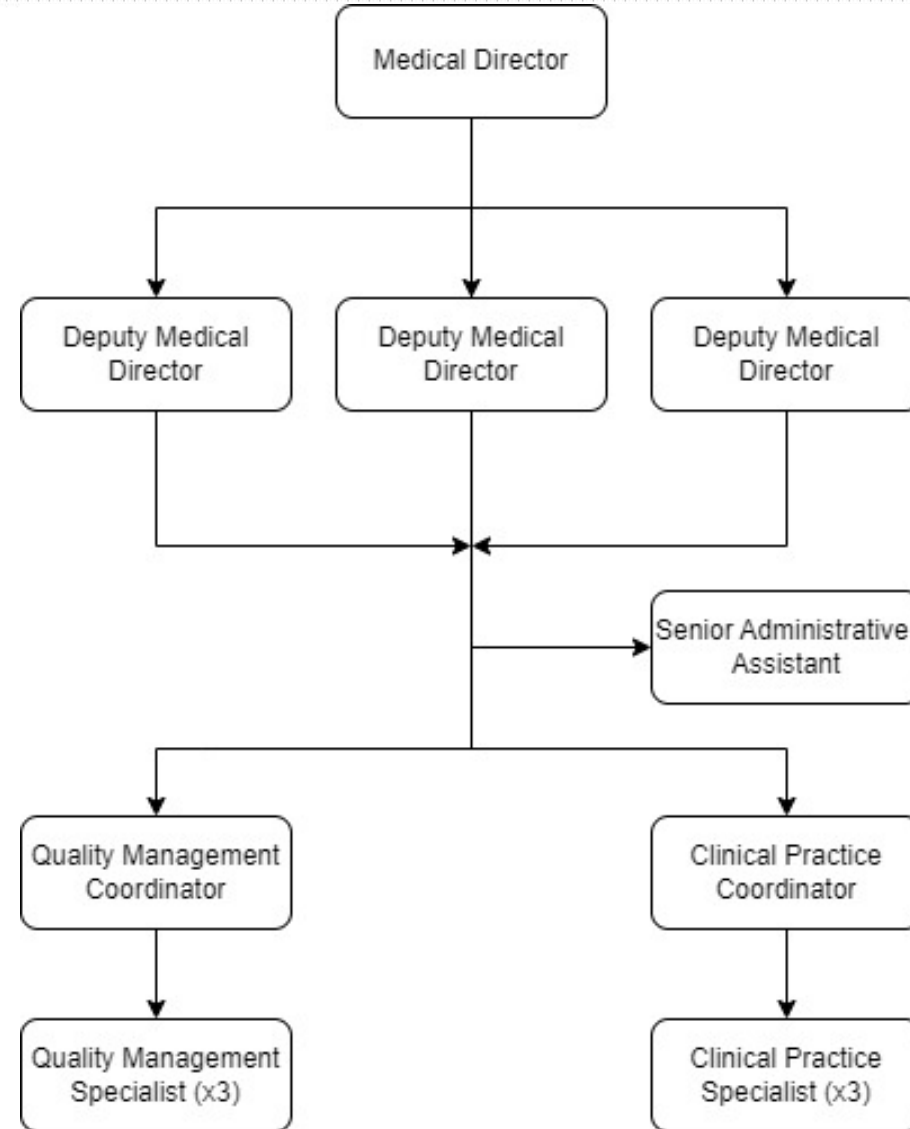 Medical Director
Deputy Medical
Director
Deputy Medical
Director
Deputy Medical
Director
Senior Administrative
Assistant
Quality Management
Coordinator
Clinical Practice
Coordinator
Quality Management
Specialist (x3)
Clinical Practice
Specialist (x3)